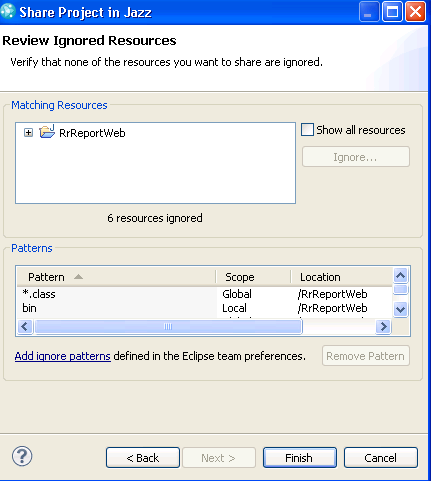 Share Project in Jazz
Review Ignored Resources
Verify that none of the resources you want to share are ignored.
Matching Resources
RrReportWeb
Show all resources
Ignore...
6 resources ignored
Patterns
Pattern Scope Location
*.class Global /RrReportWeb
bin Local /RrReportWeb
Add ignore patterns defined in the Eclipse team preferences. Remove Pattern
? < Back Next > Finish Cancel